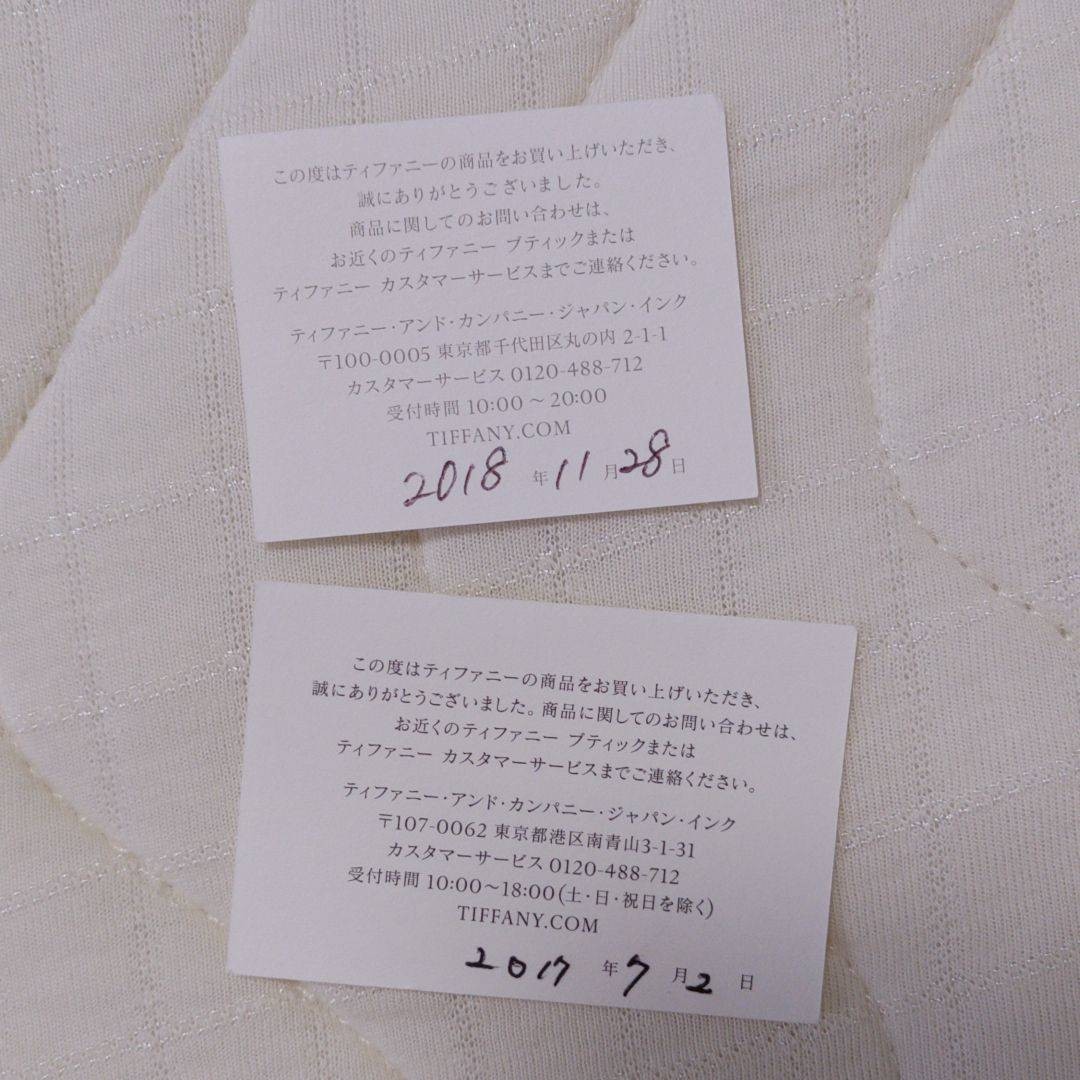 この度はティファニーの商品をお買い上げいただき、
誠にありがとうございました。
商品に関してのお問い合わせは、
お近くのティファニー ブティックまたは
ティファニー カスタマーサービスまでご連絡ください。
ティファニー・アンド・カンパニー・ジャパン・インク
〒100-0005 東京都千代田区丸の内 2-1-1
カスタマーサービス 0120-488-712
受付時間 10:00 ～ 20:00
TIFFANY.COM
2018 年 11 月 28 日
この度はティファニーの商品をお買い上げいただき、
誠にありがとうございました。商品に関してのお問い合わせは、
お近くのティファニー ブティックまたは
ティファニー カスタマーサービスまでご連絡ください。
ティファニー・アンド・カンパニー・ジャパン・インク
〒107-0062 東京都港区南青山3-1-31
カスタマーサービス 0120-488-712
受付時間 10:00～18:00(土・日・祝日を除く)
TIFFANY.COM
2017 年 7 月 2 日